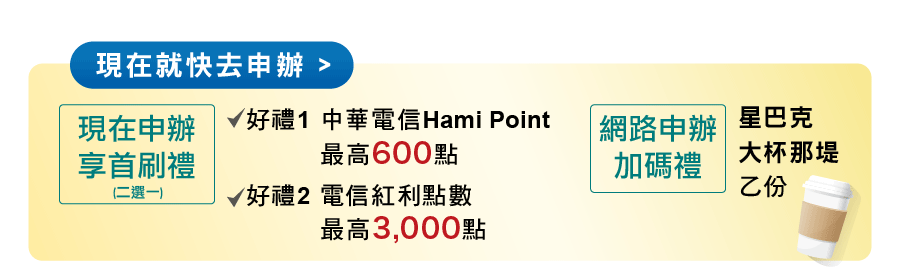 現在就快去申辦 >
現在申辦
享首刷禮
(二選一)
✓好禮1 中華電信Hami Point
最高600點
✓好禮2 電信紅利點數
最高3,000點
網路申辦
加碼禮
星巴克
大杯那堤
乙份